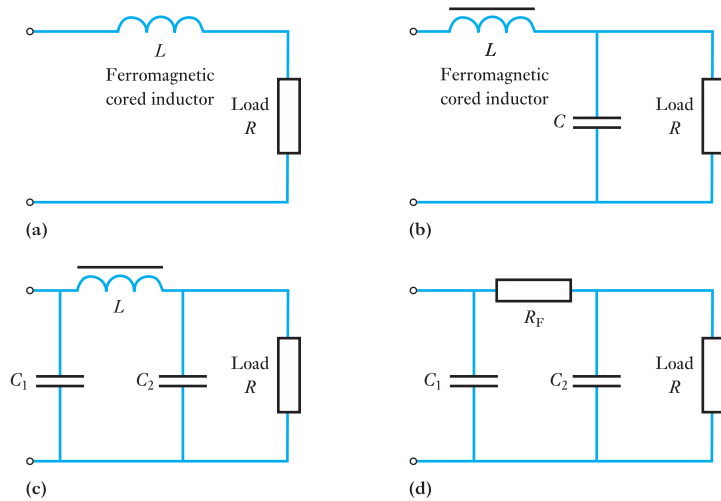 L
Ferromagnetic
cored inductor
Load
R
(a)
L
Ferromagnetic
cored inductor
C
Load
R
(b)
L
C1
C2
Load
R
(c)
RF
C1
C2
Load
R
(d)